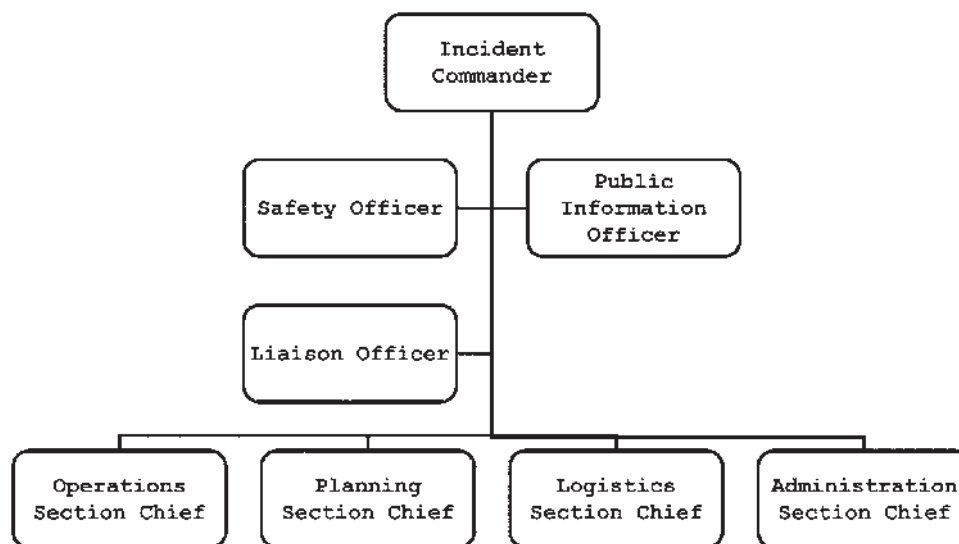 Incident
Commander
Safety Officer
Public
Information
Officer
Liaison Officer
Operations
Section Chief
Planning
Section Chief
Logistics
Section Chief
Administration
Section Chief